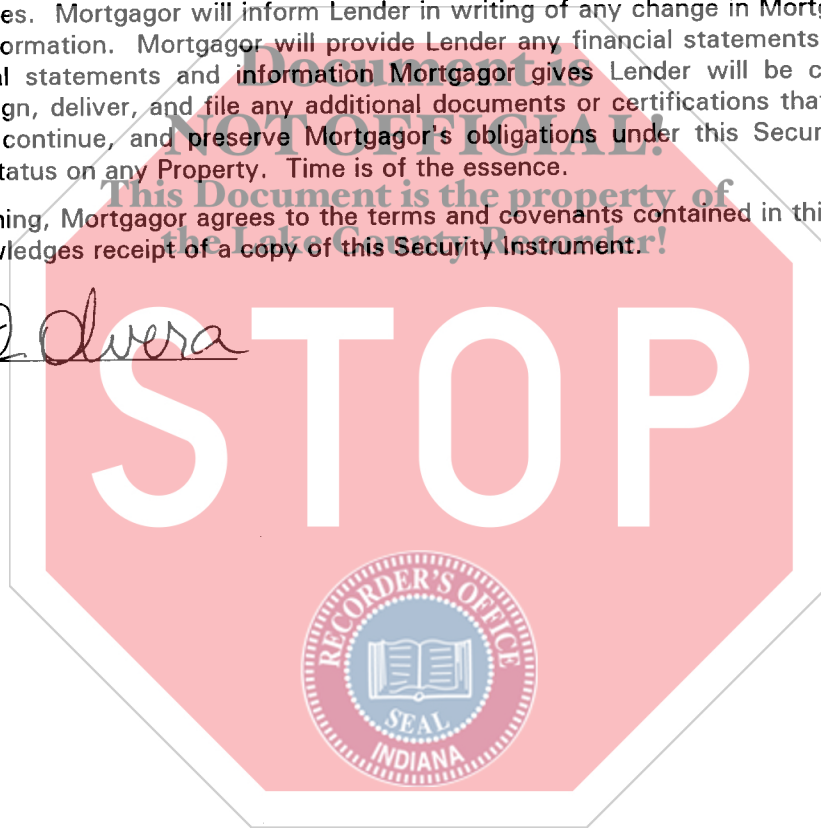 es. Mortgagor will inform Lender in writing of any change in Mortg
ormation. Mortgagor will provide Lender any financial statements
Document is
l statements and information Mortgagor gives Lender will be c
gn, deliver, and file any additional documents or certifications that
NOT OFFICIAL!
continue, and preserve Mortgagor's obligations under this Secur
tatus on any Property. Time is of the essence.
This Document is the property of
ning, Mortgagor agrees to the terms and covenants contained in thi
the Lake County Recorder!
wledges receipt of a copy of this Security Instrument.
Olvera
STOP
RECORDER'S OFFICE
SEAL
INDIANA